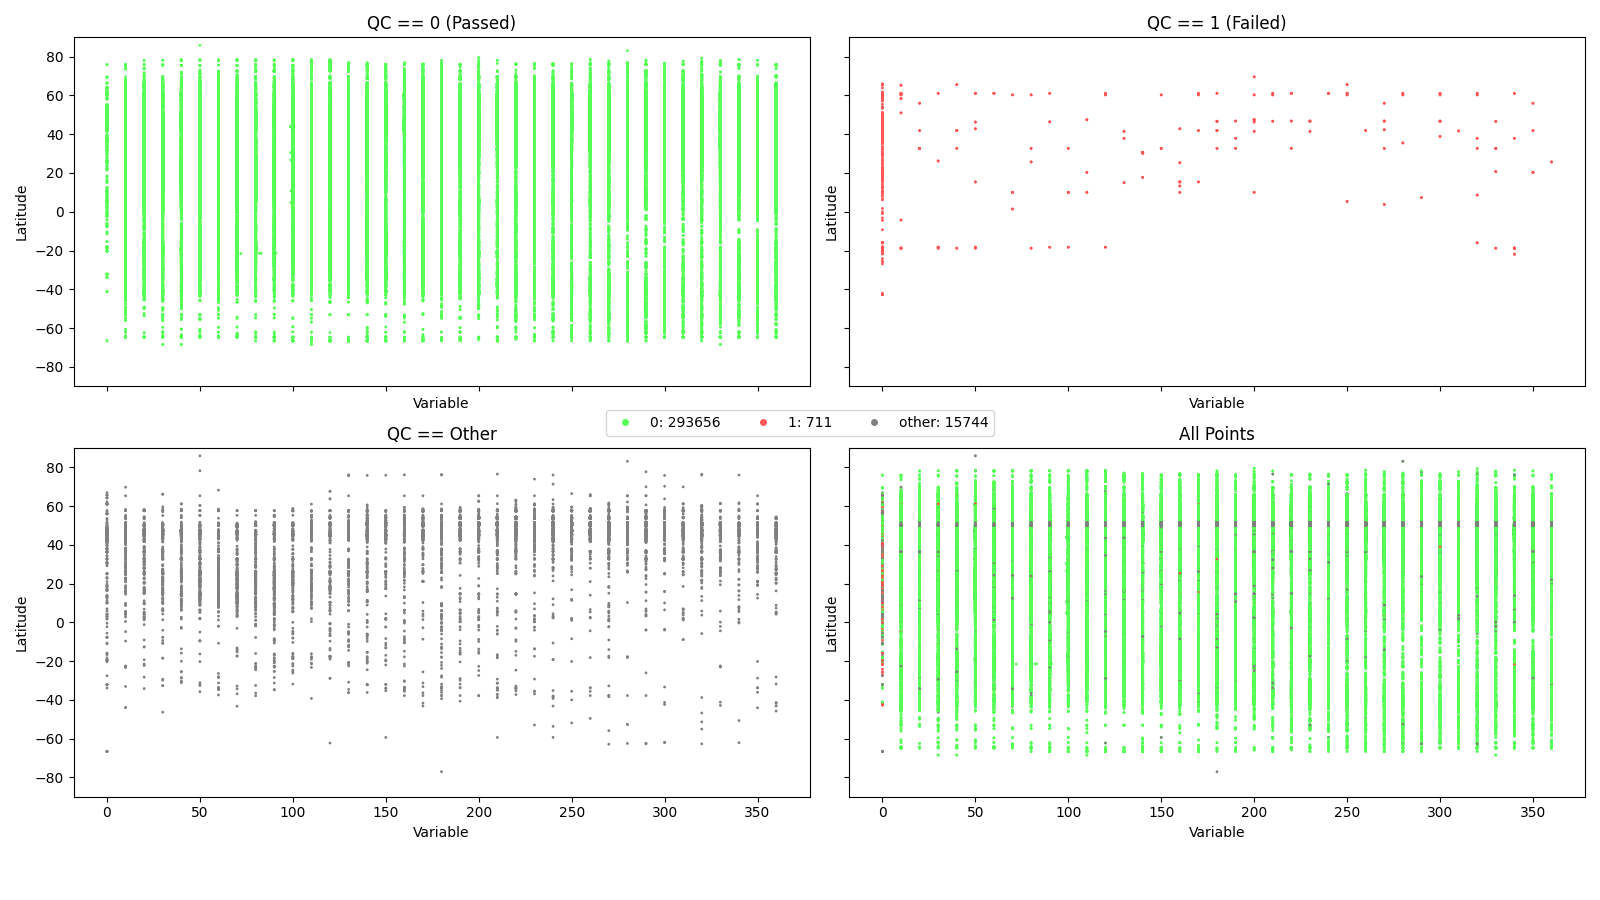 QC == 0 (Passed)
QC == 1 (Failed)
80
60
40
20
0
−20
−40
−60
−80
Latitude
Latitude
Variable
Variable
0: 293656 1: 711 other: 15744
QC == Other
All Points
80
60
40
20
0
−20
−40
−60
−80
Latitude
Latitude
0 50 100 150 200 250 300 350
0 50 100 150 200 250 300 350
Variable
Variable